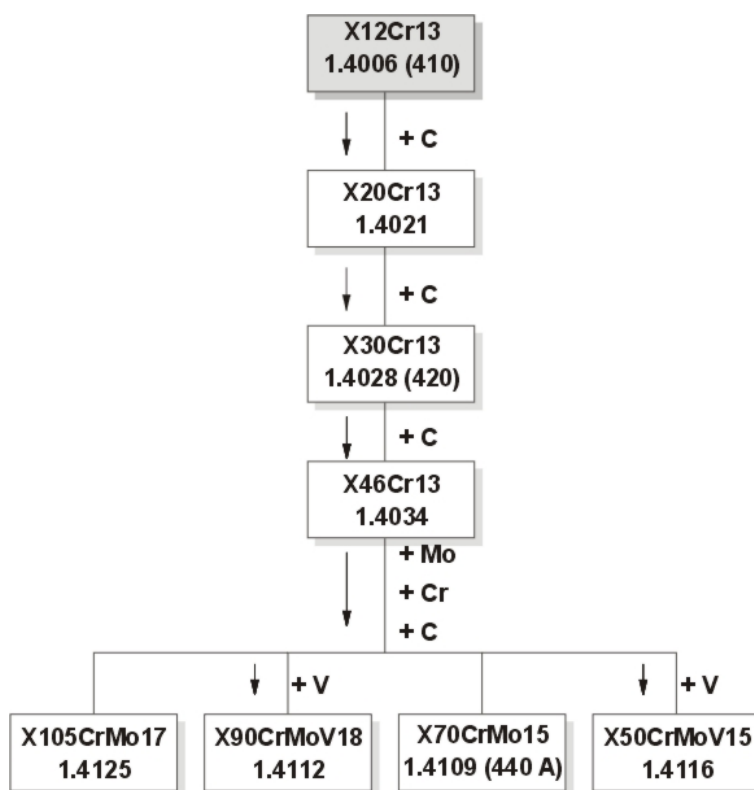 X12Cr13
1.4006 (410)
+ C
X20Cr13
1.4021
+ C
X30Cr13
1.4028 (420)
+ C
X46Cr13
1.4034
+ Mo
+ Cr
+ C
+ V
+ V
X105CrMo17
1.4125
X90CrMoV18
1.4112
X70CrMo15
1.4109 (440 A)
X50CrMoV15
1.4116